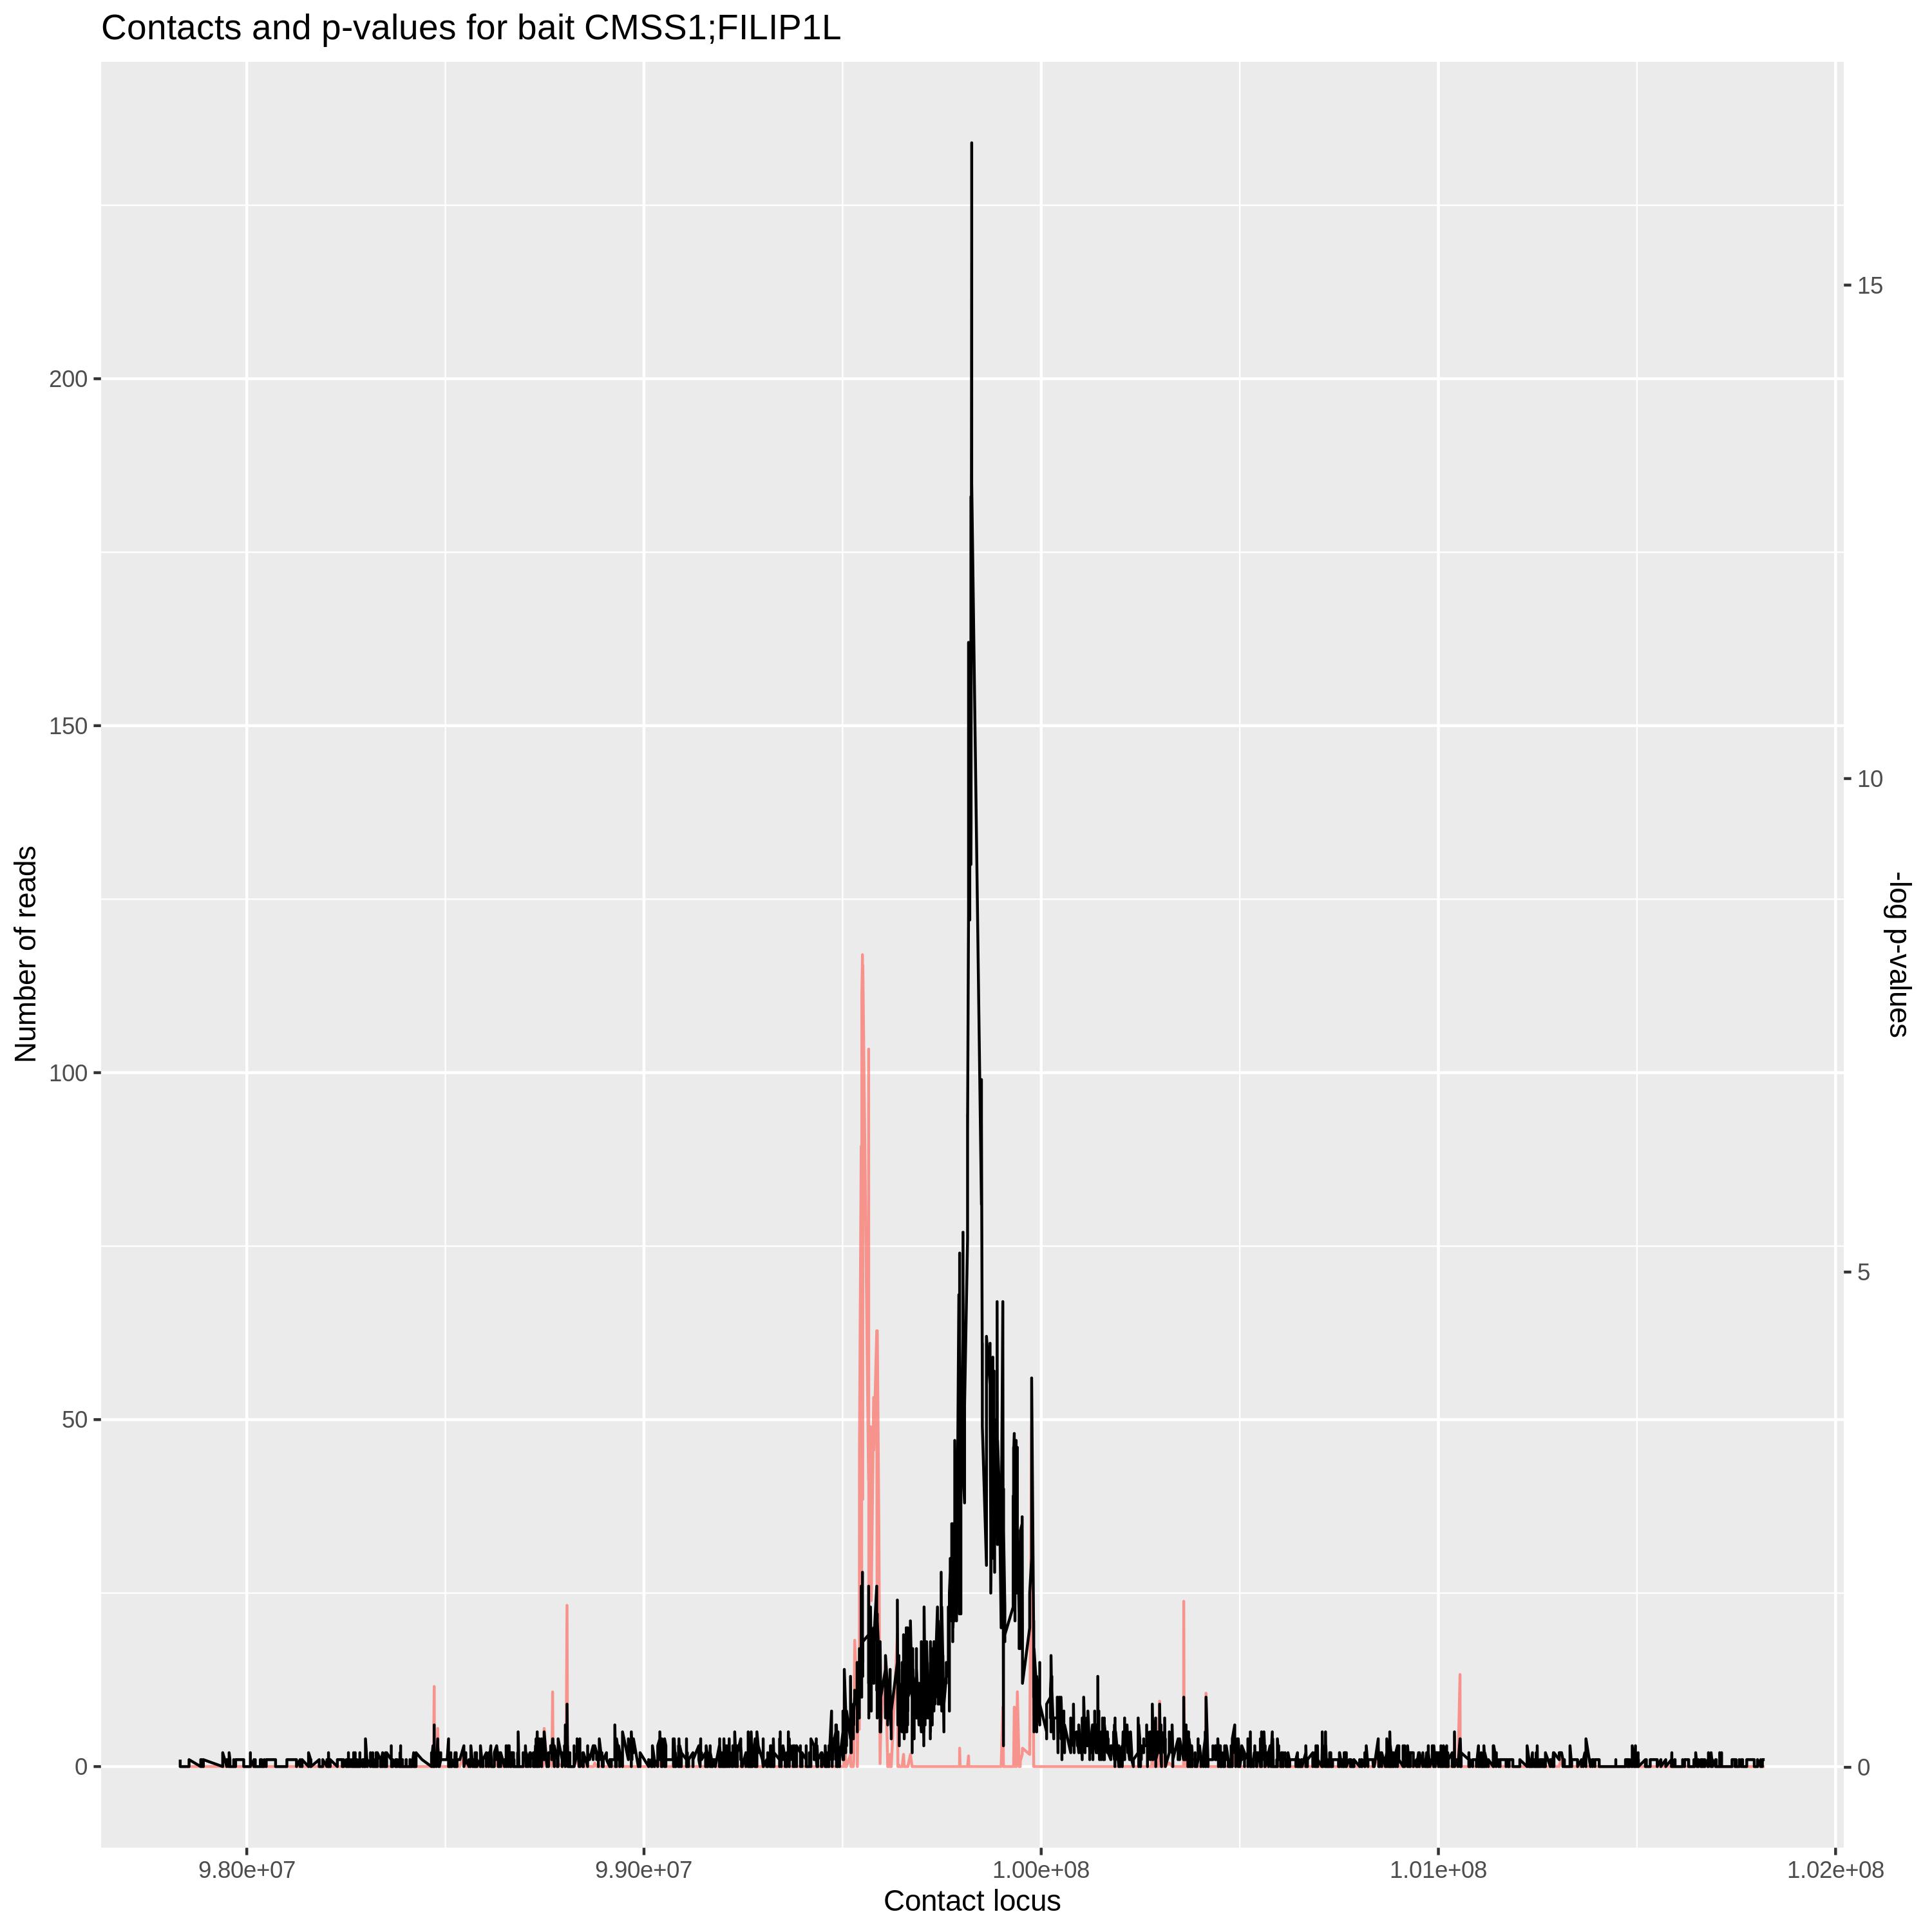 Contacts and p-values for bait CMSS1;FILIP1L
200
150
100
50
0
Number of reads
15
10
5
0
-log p-values
9.80e+07
9.90e+07
1.00e+08
1.01e+08
1.02e+08
Contact locus